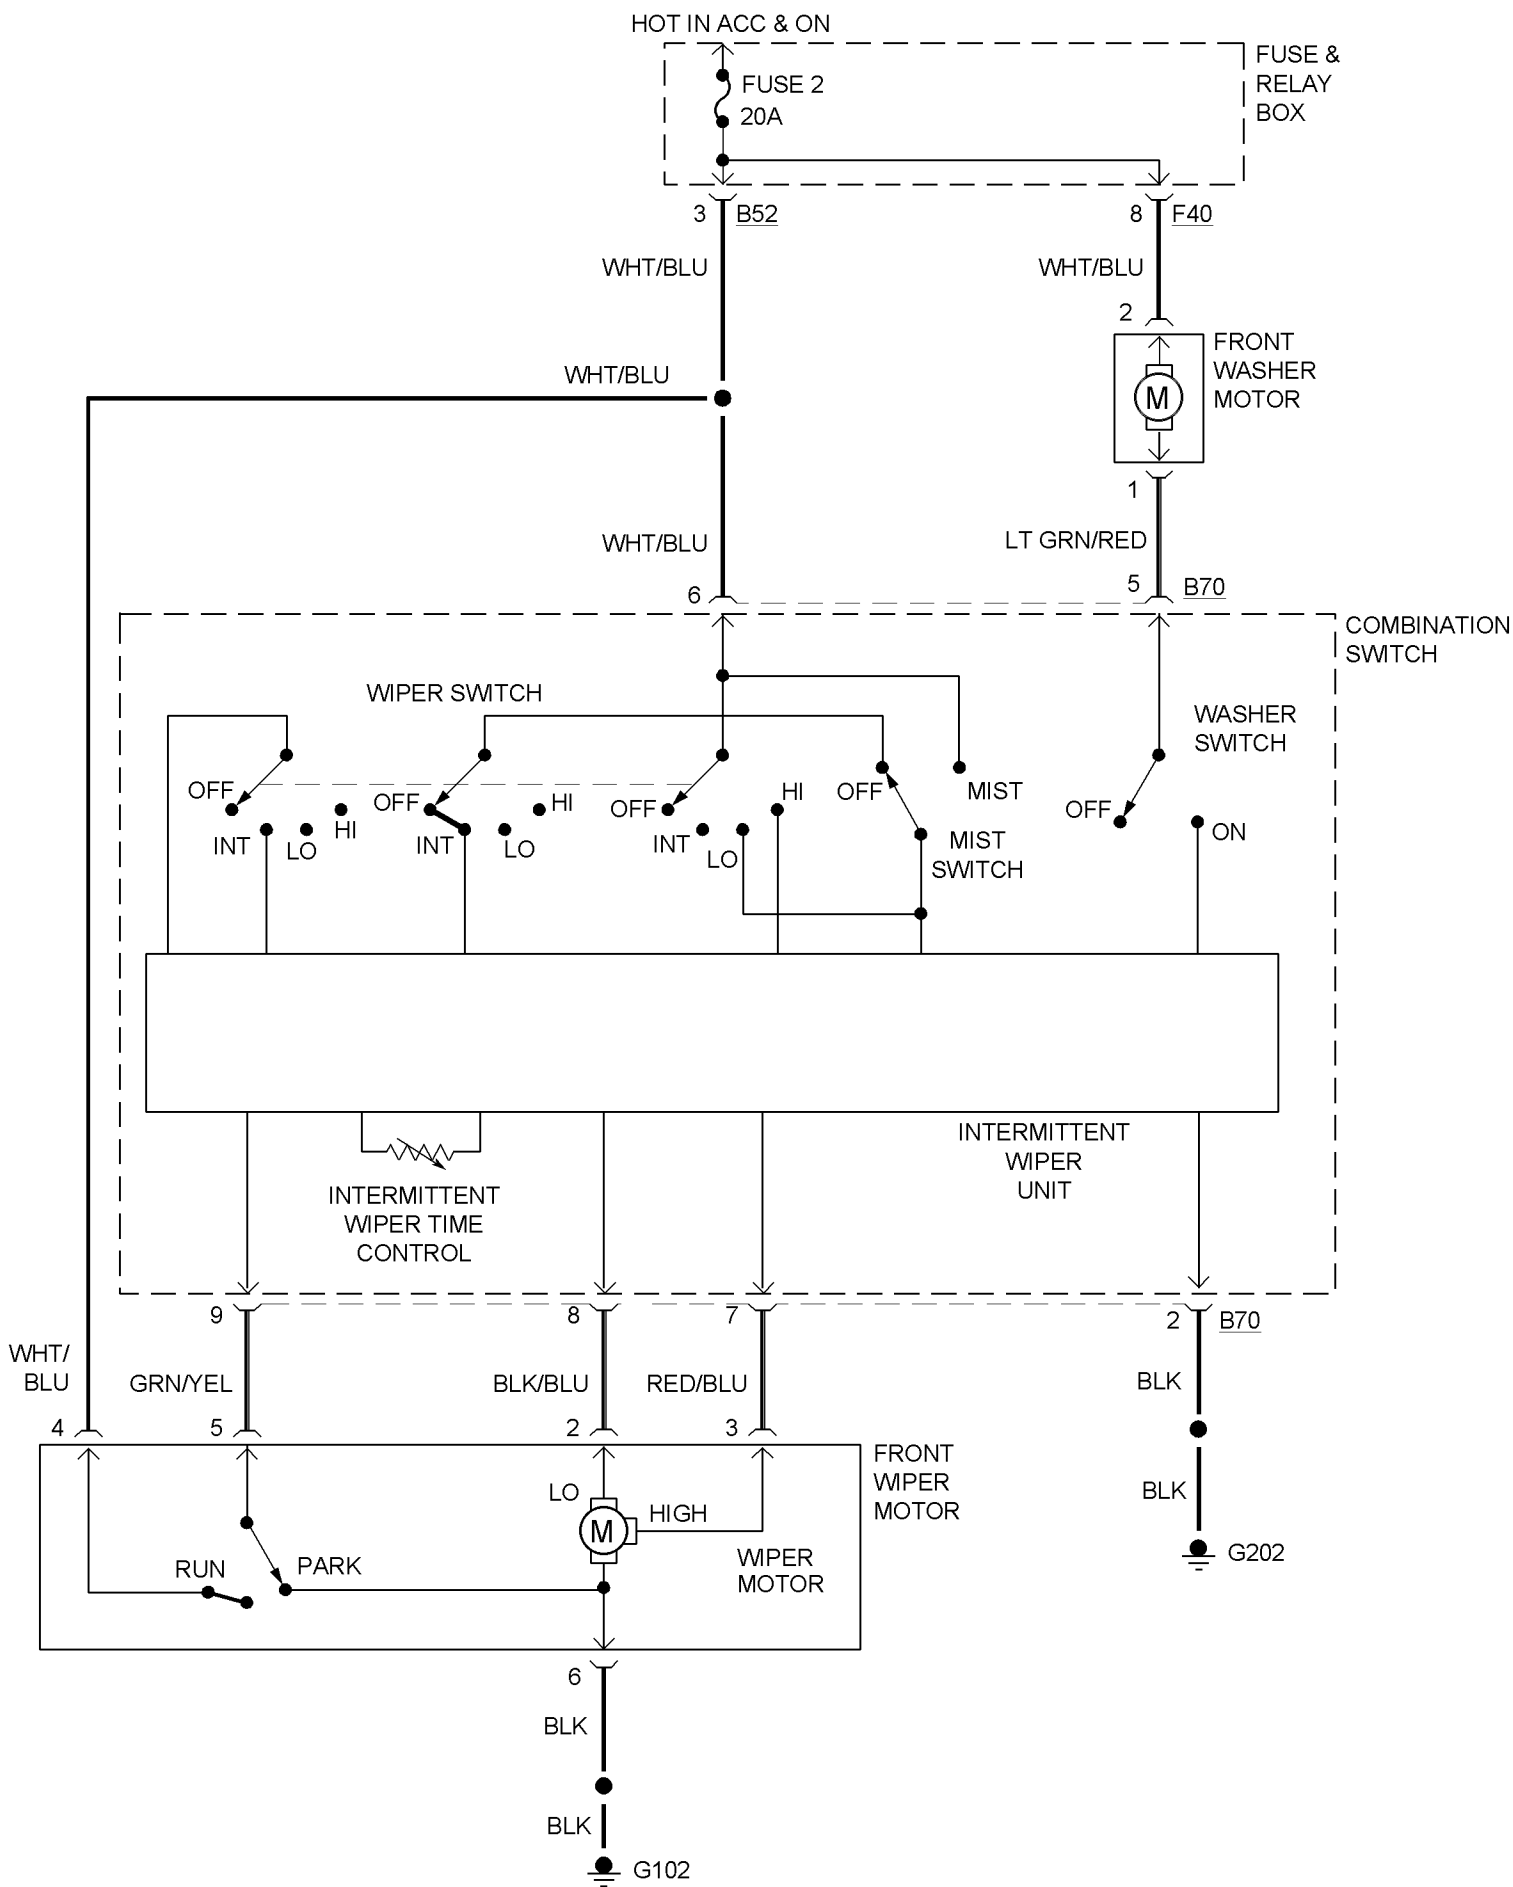 HOT IN ACC & ON
FUSE &
RELAY
BOX
FUSE 2
20A
3 B52
8 F40
WHT/BLU
WHT/BLU
2
FRONT
WASHER
MOTOR
M
WHT/BLU
1
WHT/BLU
LT GRN/RED
6
5 B70
COMBINATION
SWITCH
WIPER SWITCH
WASHER
SWITCH
OFF
INT
LO
HI
OFF
INT
LO
HI
OFF
INT
LO
HI
OFF
MIST
MIST
SWITCH
OFF
ON
INTERMITTENT
WIPER
UNIT
INTERMITTENT
WIPER TIME
CONTROL
9
8
7
2 B70
WHT/
BLU
GRN/YEL
BLK/BLU
RED/BLU
BLK
4
5
2
3
FRONT
WIPER
MOTOR
LO
HIGH
M
BLK
RUN
PARK
WIPER
MOTOR
G202
6
BLK
BLK
G102